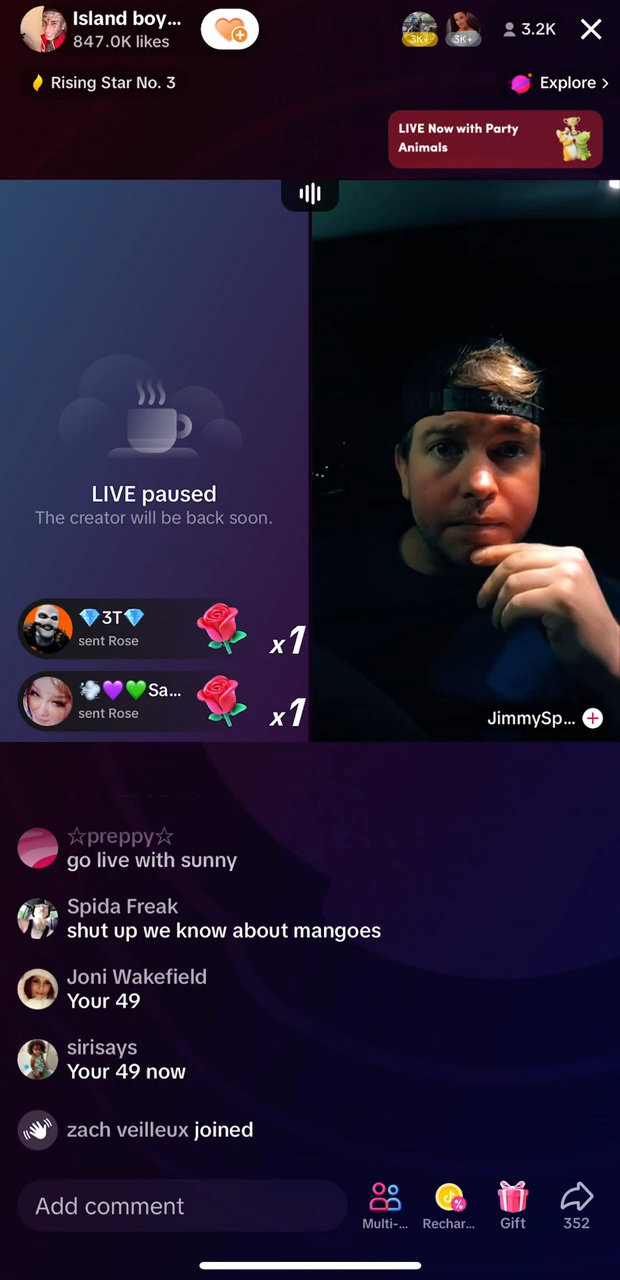 Island boy...
847.0K likes
3K+
3K+
3.2K
Rising Star No. 3
Explore >
LIVE Now with Party
Animals
LIVE paused
The creator will be back soon.
💎3T💎
sent Rose
x1
💨💜💚Sa...
sent Rose
x1
JimmySp...
☆preppy☆
go live with sunny
Spida Freak
shut up we know about mangoes
Joni Wakefield
Your 49
sirisays
Your 49 now
zach veilleux joined
Add comment
Multi-...
Rechar...
Gift
352